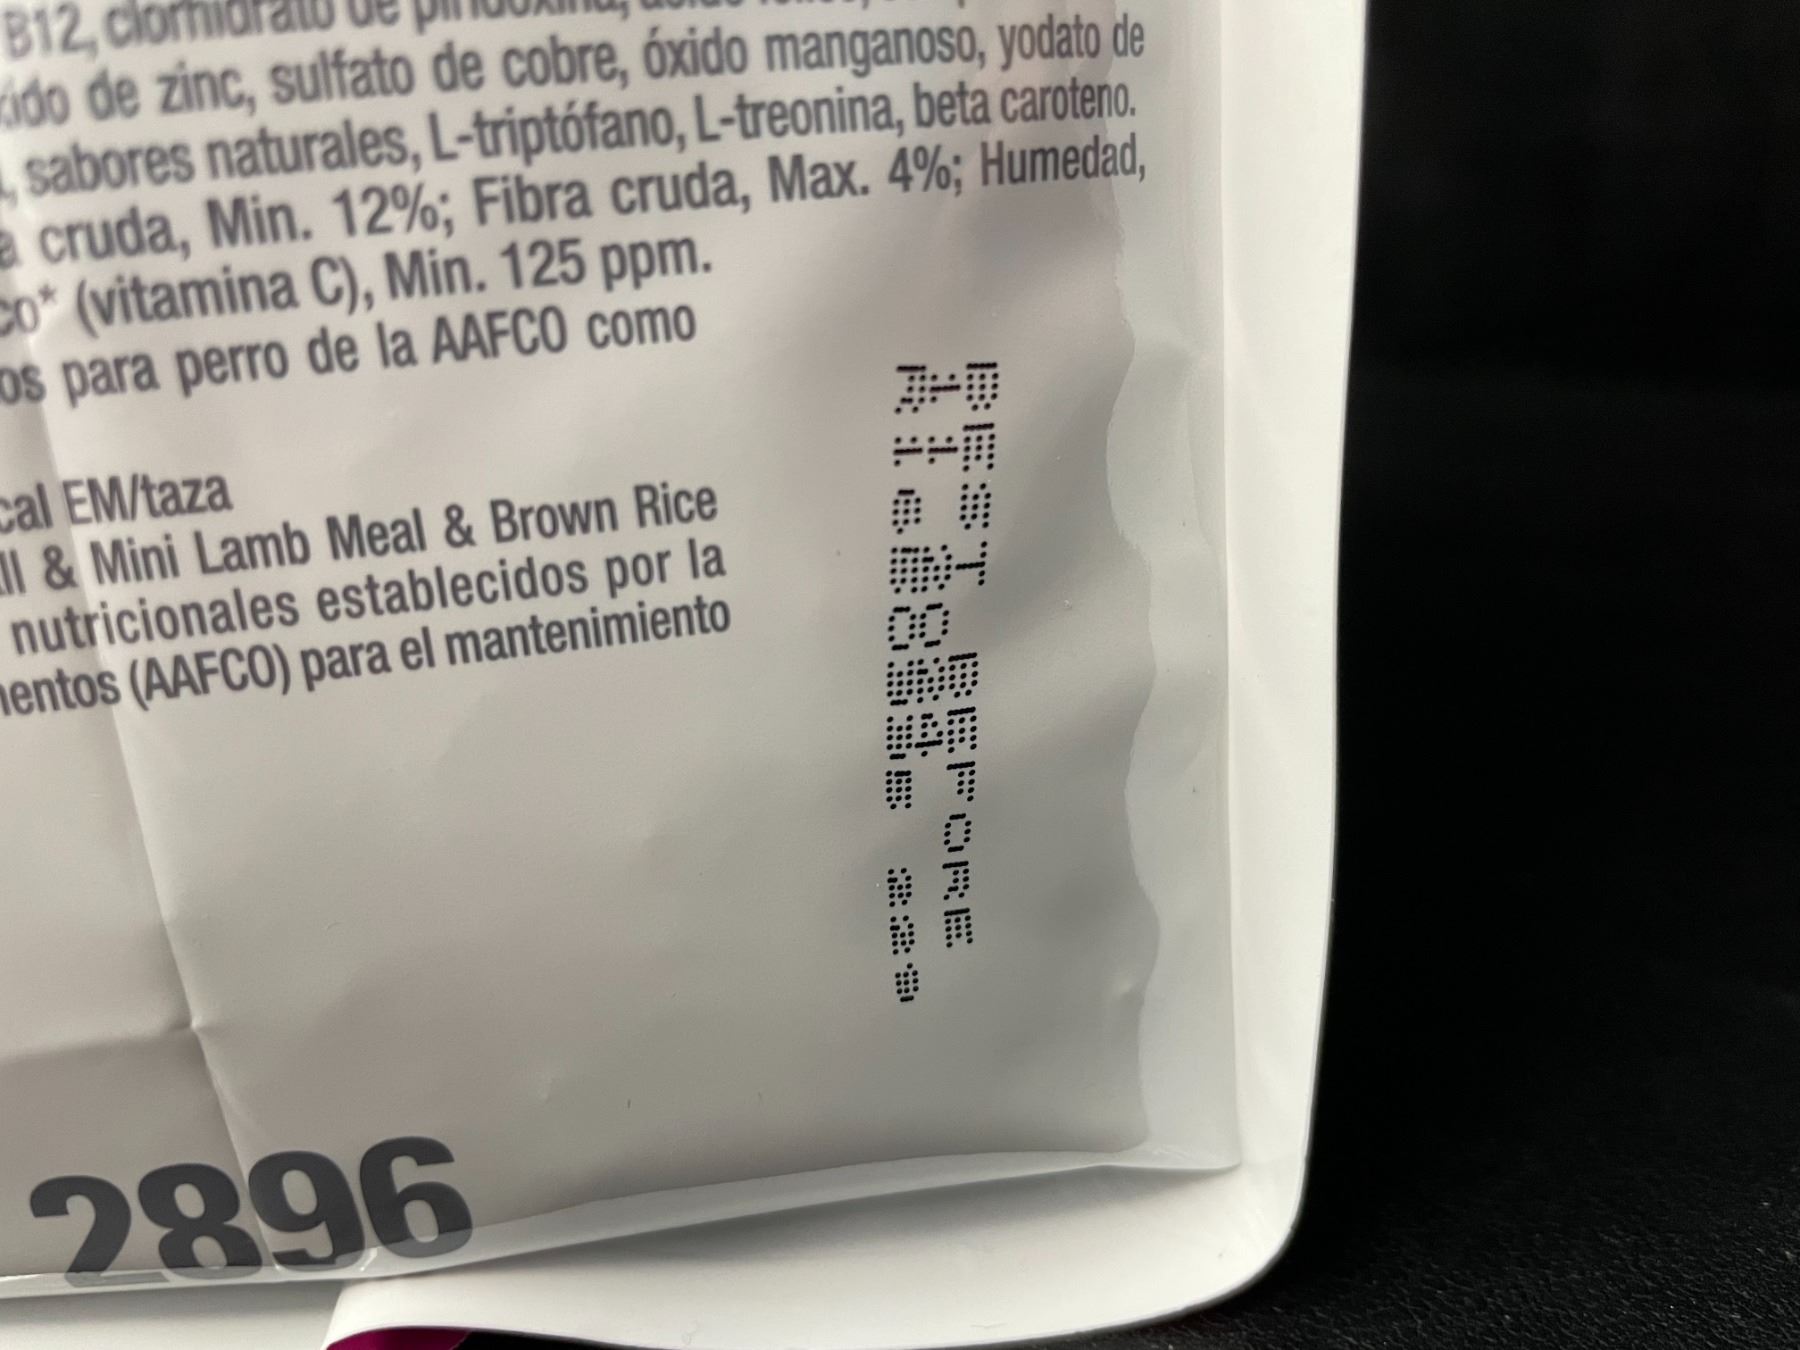 B12, clorhidrato de piridoxina, ácido
de zinc, sulfato de cobre, óxido manganoso, yodato de
, sabores naturales, L-triptófano, L-treonina, beta caroteno.
cruda, Min. 12%; Fibra cruda, Max. 4%; Humedad,
(vitamina C), Min. 125 ppm.
para perro de la AAFCO como
EM/taza
& Mini Lamb Meal & Brown Rice
nutricionales establecidos por la
(AAFCO) para el mantenimiento
BEST BEFORE
2896